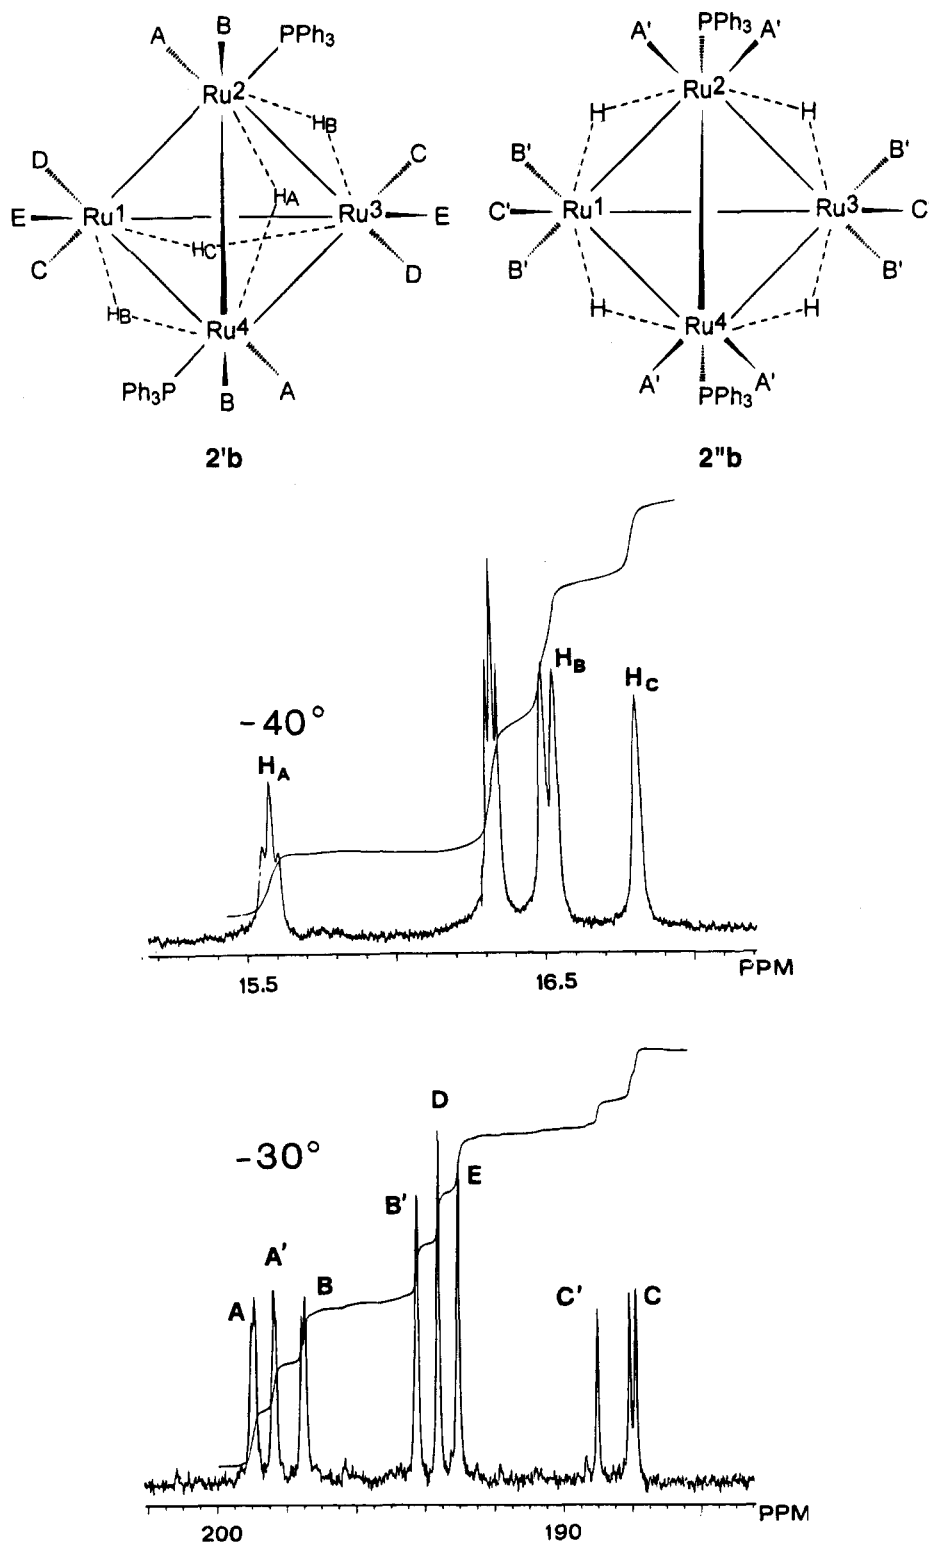 A B PPh3 A' PPh3 A'
Ru2 Ru2
HB H H
D C B' B'
HA
E Ru1 Ru3 E C' Ru1 Ru3 C
HC
C D B' B'
HB H H
Ru4 Ru4
Ph3P B A A' PPh3 A'
2'b 2"b
-40°
HA HB HC
15.5 16.5 PPM
-30°
A A' B B' D E C' C
200 190 PPM